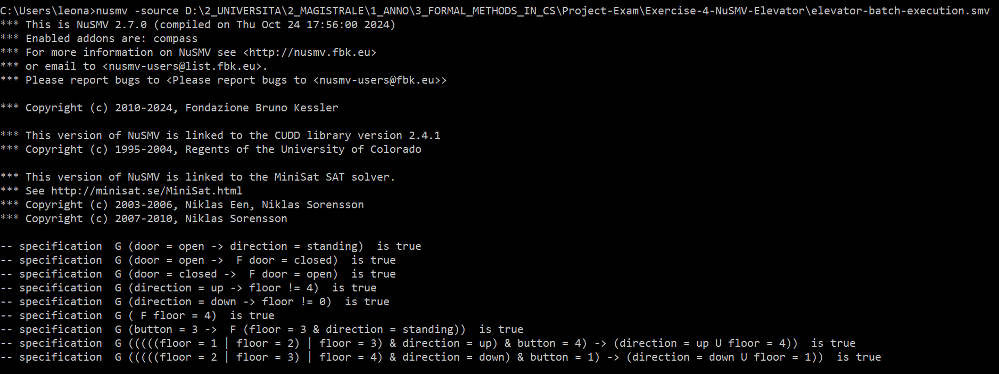 C:\Users\leona>nusmv -source D:\2_UNIVERSITA\2_MAGISTRALE\1_ANNO\3_FORMAL_METHODS_IN_CS\Project-Exam\Exercise-4-NuSMV-Elevator\elevator-batch-execution.smv
*** This is NuSMV 2.7.0 (compiled on Thu Oct 24 17:56:00 2024)
*** Enabled addons are: compass
*** For more information on NuSMV see <http://nusmv.fbk.eu>
*** or email to <nusmv-users@list.fbk.eu>.
*** Please report bugs to <Please report bugs to <nusmv-users@fbk.eu>>
*** Copyright (c) 2010-2024, Fondazione Bruno Kessler
*** This version of NuSMV is linked to the CUDD library version 2.4.1
*** Copyright (c) 1995-2004, Regents of the University of Colorado
*** This version of NuSMV is linked to the MiniSat SAT solver.
*** See http://minisat.se/MiniSat.html
*** Copyright (c) 2003-2006, Niklas Een, Niklas Sorensson
*** Copyright (c) 2007-2010, Niklas Sorensson
-- specification  G (door = open -> direction = standing)  is true
-- specification  G (door = open ->  F door = closed)  is true
-- specification  G (door = closed ->  F door = open)  is true
-- specification  G (direction = up -> floor != 4)  is true
-- specification  G (direction = down -> floor != 0)  is true
-- specification  G ( F floor = 4)  is true
-- specification  G (button = 3 ->  F (floor = 3 & direction = standing))  is true
-- specification  G (((((floor = 1 | floor = 2) | floor = 3) & direction = up) & button = 4) -> (direction = up U floor = 4))  is true
-- specification  G (((((floor = 2 | floor = 3) | floor = 4) & direction = down) & button = 1) -> (direction = down U floor = 1))  is true